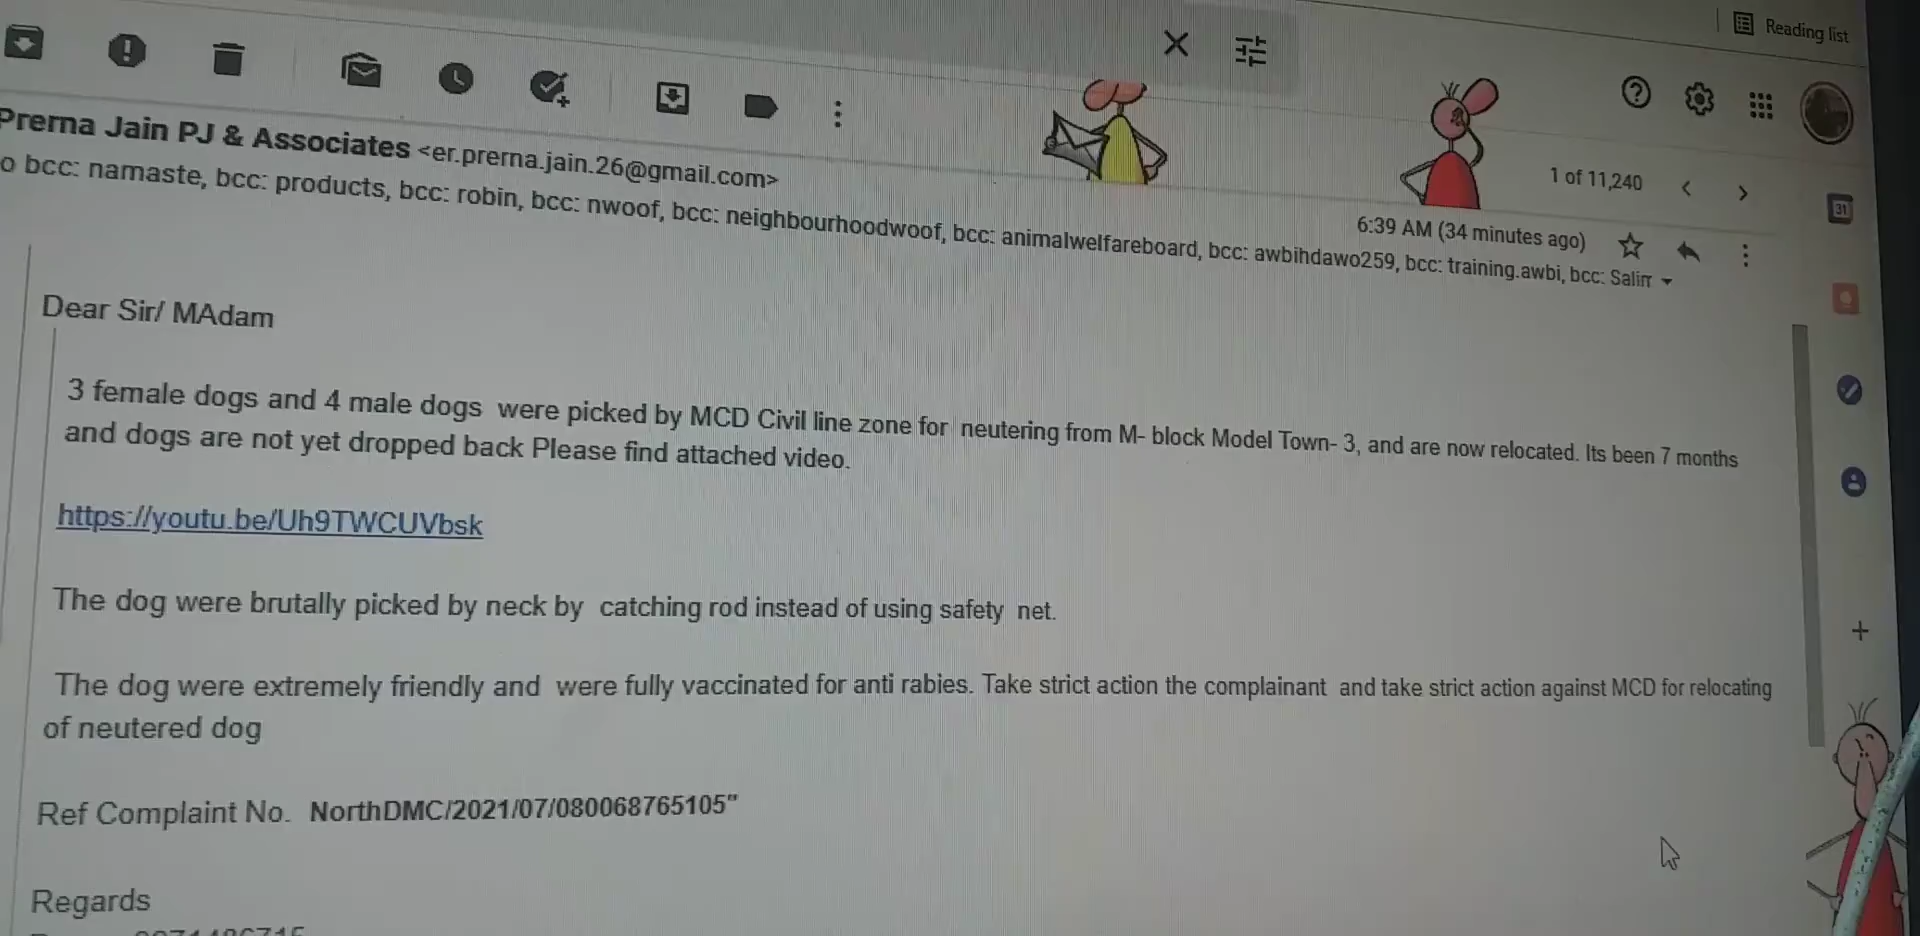 Reading list
1 of 11,240
Prerna Jain PJ & Associates <er.prerna.jain.26@gmail.com>
6:39 AM (34 minutes ago)
o bcc: namaste, bcc: products, bcc: robin, bcc: nwoof, bcc: neighbourhoodwoof, bcc: animalwelfareboard, bcc: awbihdawo259, bcc: training.awbi, bcc: Salim
31
Dear Sir/ MAdam
3 female dogs and 4 male dogs were picked by MCD Civil line zone for neutering from M- block Model Town- 3, and are now relocated. Its been 7 months
and dogs are not yet dropped back Please find attached video.
https://youtu.be/Uh9TWCUVbsk
The dog were brutally picked by neck by catching rod instead of using safety net.
The dog were extremely friendly and were fully vaccinated for anti rabies. Take strict action the complainant and take strict action against MCD for relocating
of neutered dog
Ref Complaint No. NorthDMC/2021/07/080068765105"
Regards